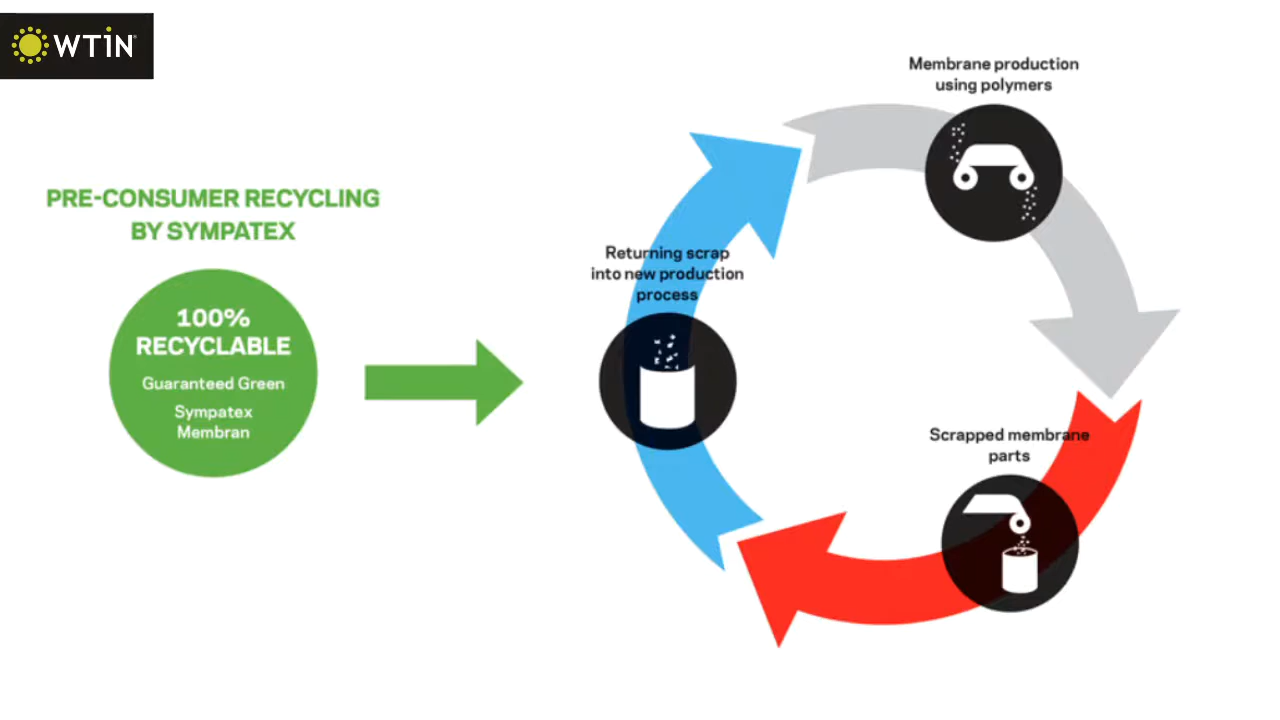 WTiN
PRE-CONSUMER RECYCLING
BY SYMPATEX
100%
RECYCLABLE
Guaranteed Green
Sympatex
Membran
Membrane production
using polymers
Returning scrap
into new production
process
Scrapped membrane
parts